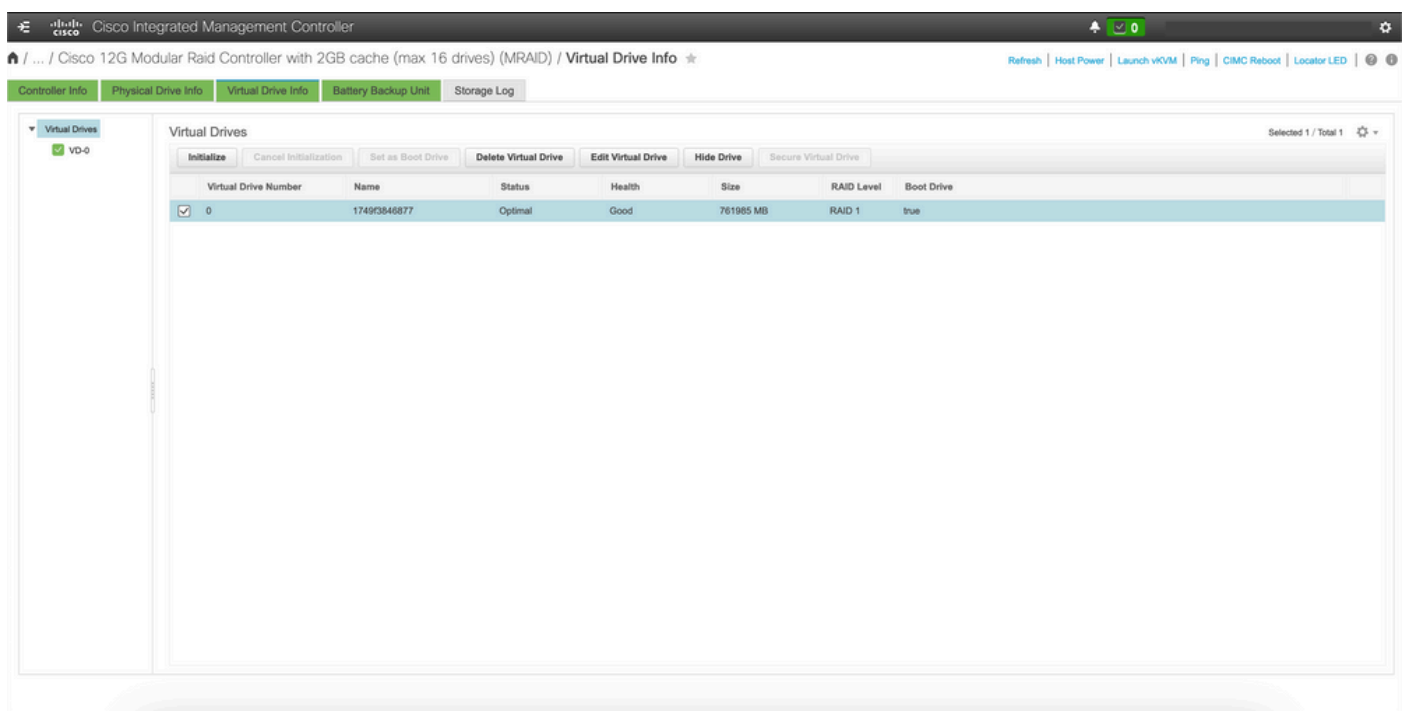 cisco Cisco Integrated Management Controller 0
/ ... / Cisco 12G Modular Raid Controller with 2GB cache (max 16 drives) (MRAID) / Virtual Drive Info
Refresh | Host Power | Launch vKVM | Ping | CIMC Reboot | Locator LED |
Controller Info Physical Drive Info Virtual Drive Info Battery Backup Unit Storage Log
Virtual Drives
VD-0
Virtual Drives Selected 1 / Total 1
Initialize Cancel Initialization Set as Boot Drive Delete Virtual Drive Edit Virtual Drive Hide Drive Secure Virtual Drive
Virtual Drive Number Name Status Health Size RAID Level Boot Drive
0 1749f3846877 Optimal Good 761985 MB RAID 1 true